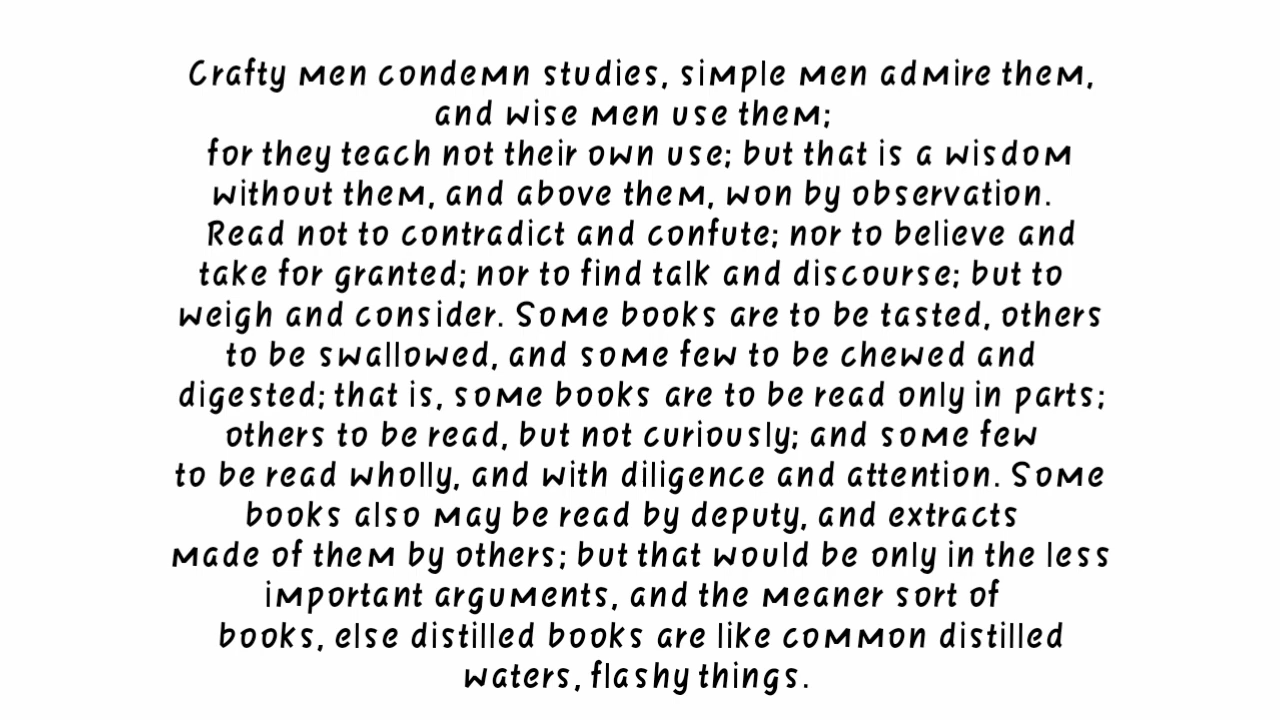 Crafty men condemn studies, simple men admire them,
and wise men use them;
for they teach not their own use; but that is a wisdom
without them, and above them, won by observation.
Read not to contradict and confute; nor to believe and
take for granted; nor to find talk and discourse; but to
weigh and consider. Some books are to be tasted, others
to be swallowed, and some few to be chewed and
digested; that is, some books are to be read only in parts;
others to be read, but not curiously; and some few
to be read wholly, and with diligence and attention. Some
books also may be read by deputy, and extracts
made of them by others; but that would be only in the less
important arguments, and the meaner sort of
books, else distilled books are like common distilled
waters, flashy things.